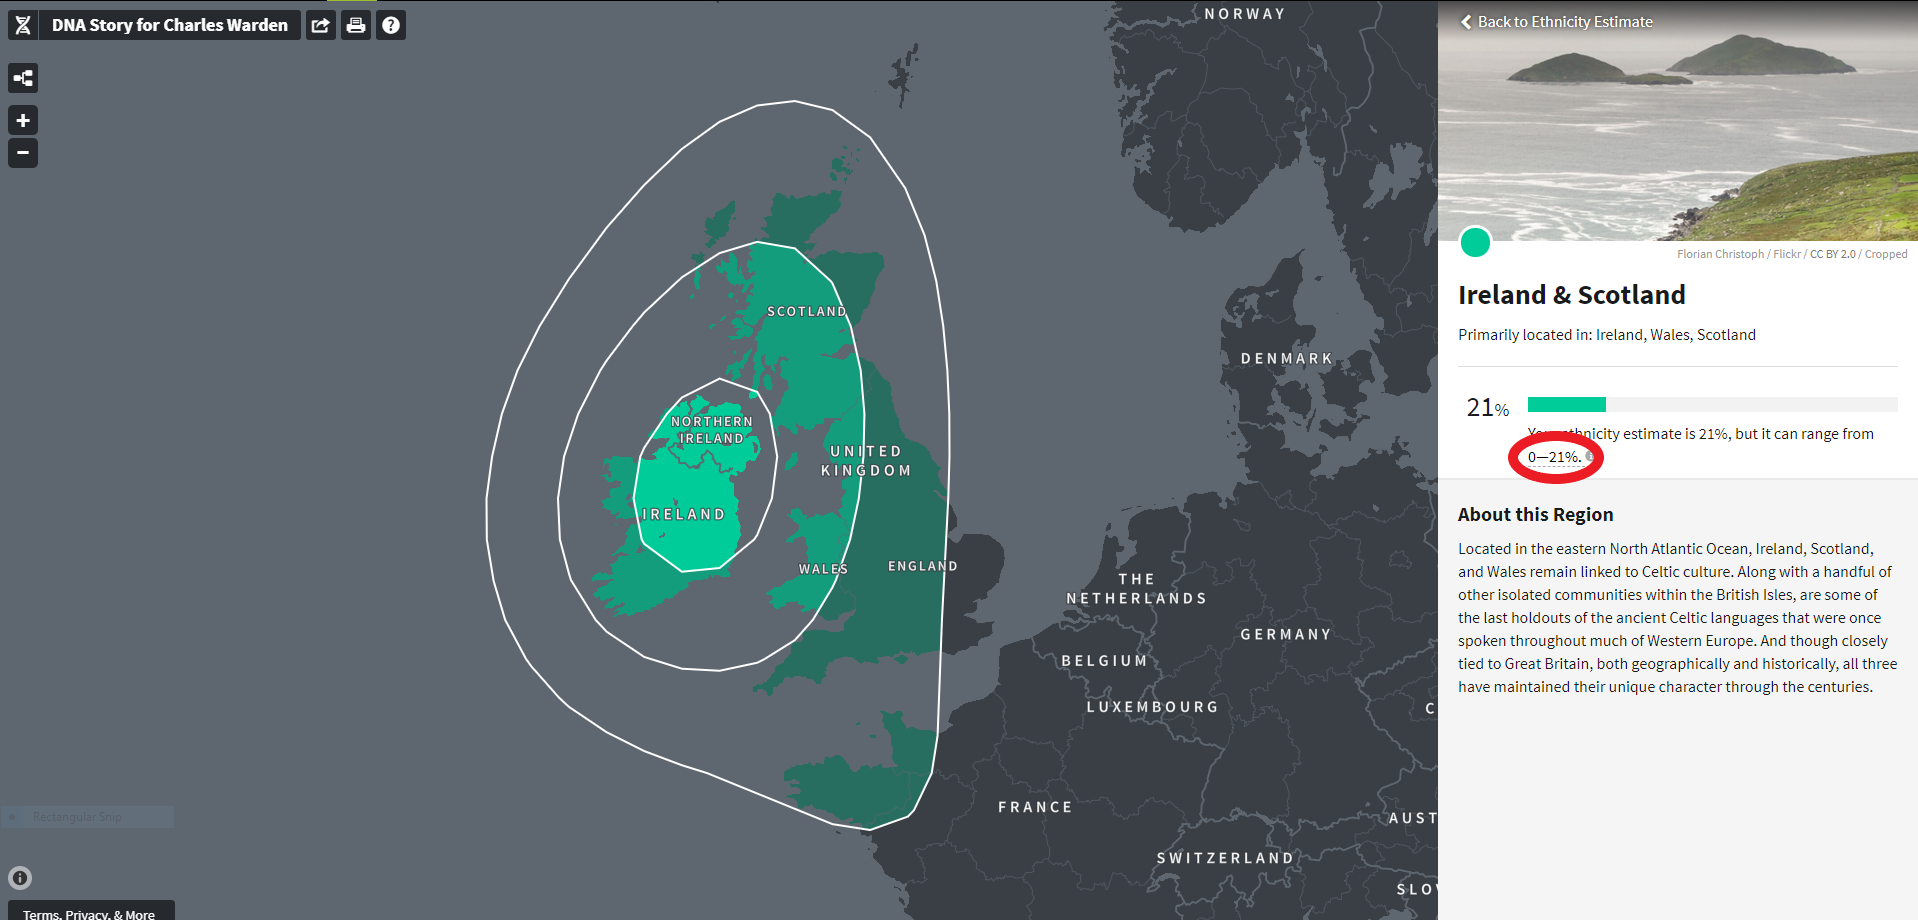 DNA Story for Charles Warden
NORWAY
SCOTLAND
NORTHERN
IRELAND
UNITED
KINGDOM
IRELAND
WALES
ENGLAND
DENMARK
THE
NETHERLANDS
GERMANY
BELGIUM
LUXEMBOURG
C
FRANCE
AUST
SWITZERLAND
SLO
Rectangular Snip
Terms, Privacy, & More
Back to Ethnicity Estimate
Florian Christoph / Flickr / CC BY 2.0 / Cropped
Ireland & Scotland
Primarily located in: Ireland, Wales, Scotland
21%
Your ethnicity estimate is 21%, but it can range from
0—21%.
About this Region
Located in the eastern North Atlantic Ocean, Ireland, Scotland,
and Wales remain linked to Celtic culture. Along with a handful of
other isolated communities within the British Isles, are some of
the last holdouts of the ancient Celtic languages that were once
spoken throughout much of Western Europe. And though closely
tied to Great Britain, both geographically and historically, all three
have maintained their unique character through the centuries.